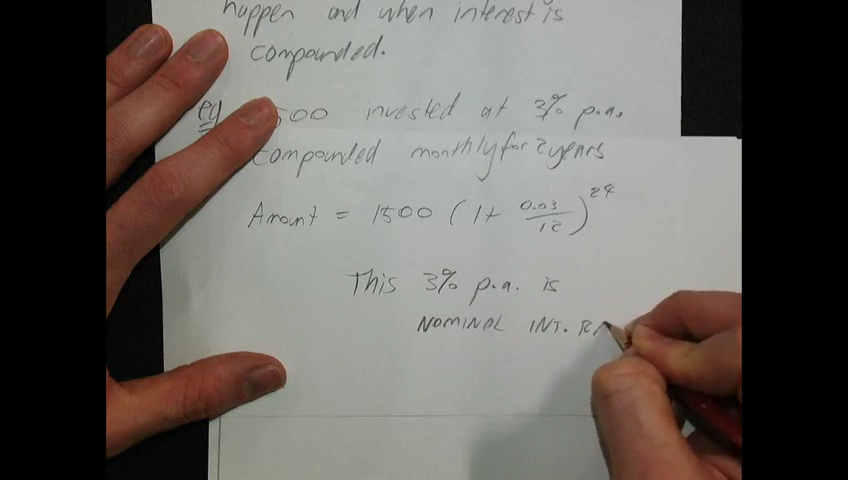 happen and when interest is
compounded.
eg 500 invested at 3% p.a.
compounded monthly for 2 years
Amount = 1500 (1+ 0.03/12)^24
This 3% p.a. is
NOMINAL INT. RA